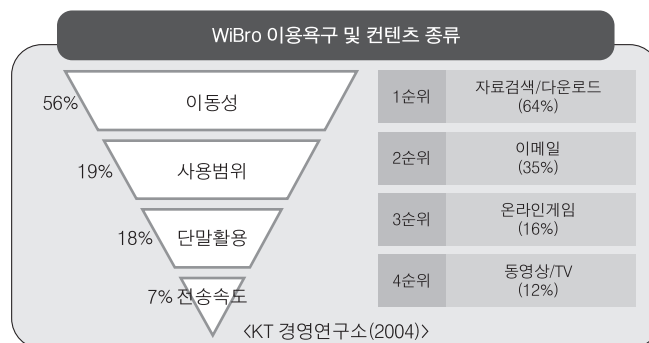 WiBro 이용욕구 및 컨텐츠 종류
56% 이동성
19% 사용범위
18% 단말활용
7% 전송속도
1순위 자료검색/다운로드
(64%)
2순위 이메일
(35%)
3순위 온라인게임
(16%)
4순위 동영상/TV
(12%)
<KT 경영연구소(2004)>